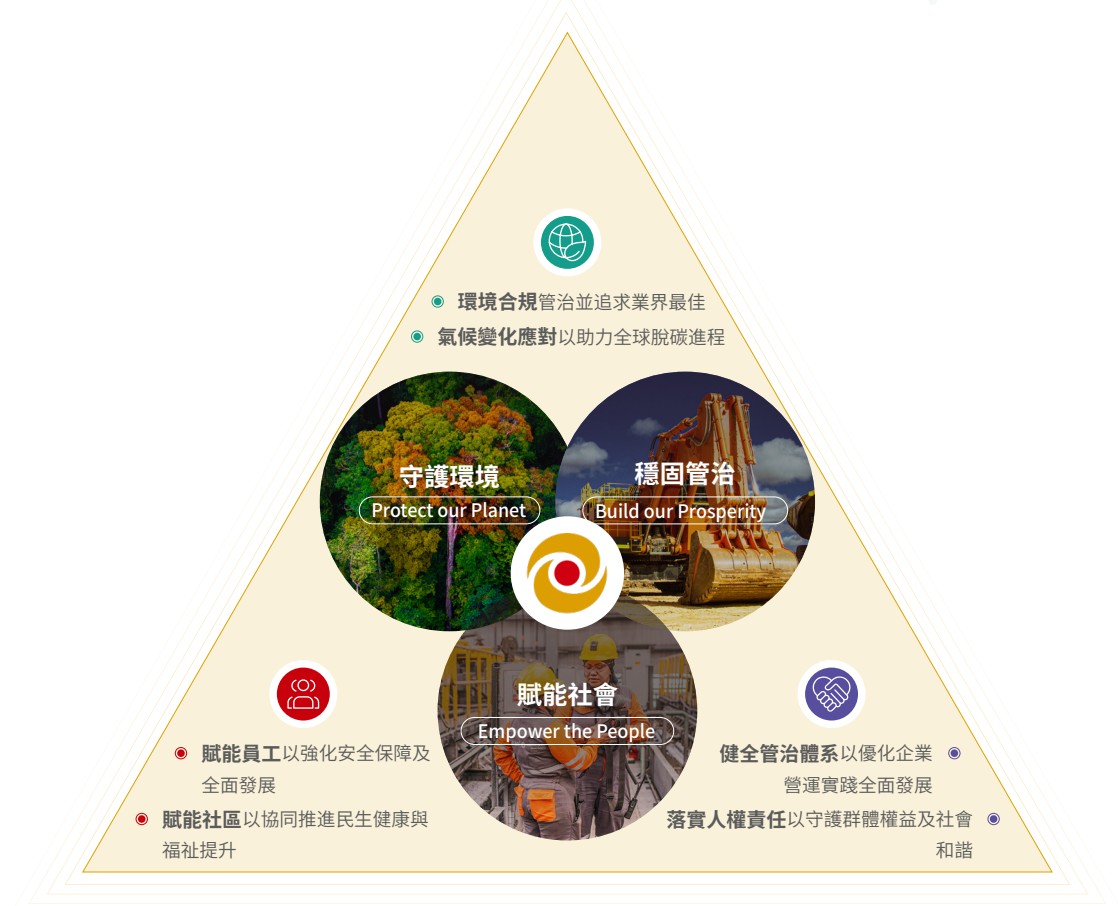 環境合規管治並追求業界最佳
氣候變化應對以助力全球脫碳進程
守護環境
Protect our Planet
穩固管治
Build our Prosperity
賦能社會
Empower the People
賦能員工以強化安全保障及
全面發展
賦能社區以協同推進民生健康與
福祉提升
健全管治體系以優化企業
營運實踐全面發展
落實人權責任以守護群體權益及社會
和諧